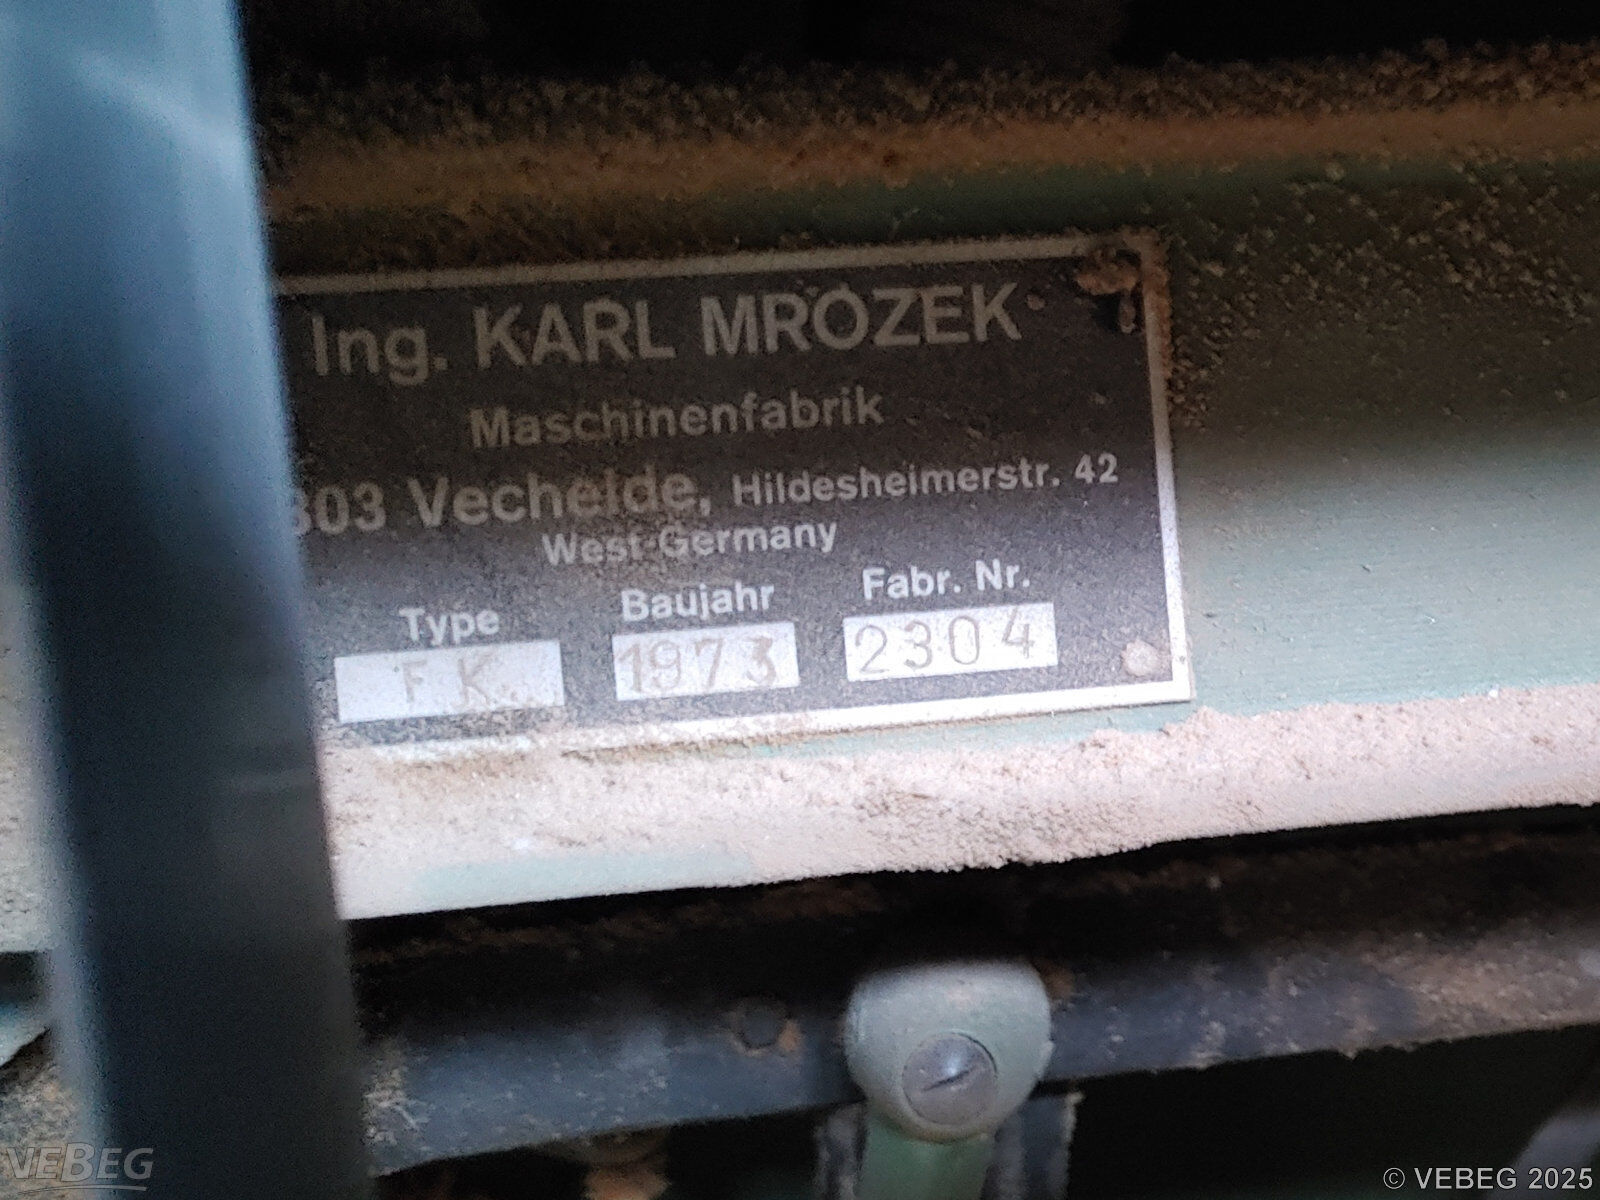 Ing. KARL MROZEK
Maschinenfabrik
303 Vechelde, Hildesheimerstr. 42
West-Germany
Type Baujahr Fabr. Nr.
FK 1973 2304
VEBEG
© VEBEG 2025